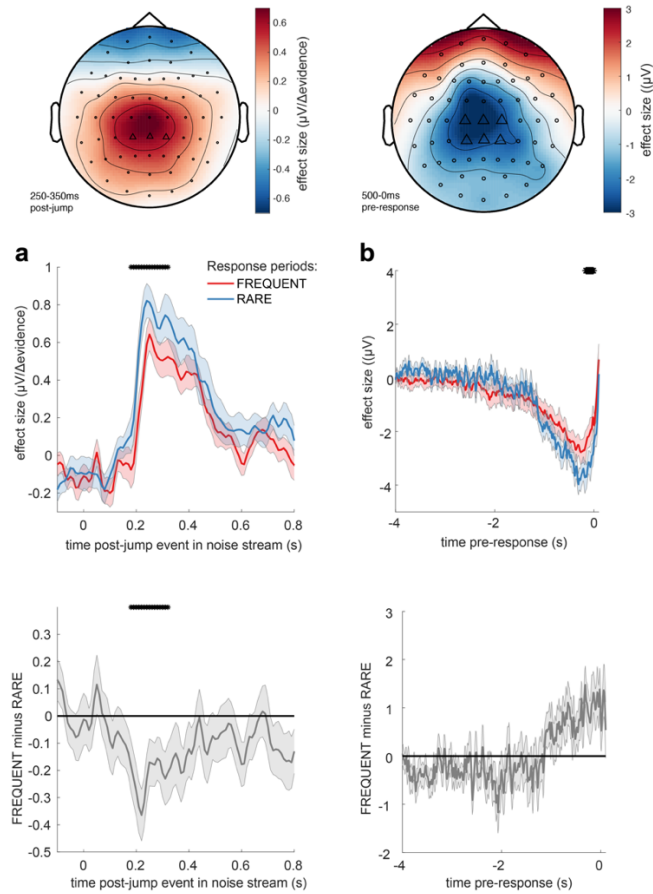 0.6
0.4
0.2
0
-0.2
-0.4
-0.6
effect size (µV/Δevidence)
250-350ms
post-jump
3
2
1
0
-1
-2
-3
effect size ((µV)
500-0ms
pre-response
a
Response periods:
FREQUENT
RARE
1
0.8
0.6
0.4
0.2
0
-0.2
effect size (µV/Δevidence)
0 0.2 0.4 0.6 0.8
time post-jump event in noise stream (s)
b
4
2
0
-2
-4
effect size ((µV)
-4 -2 0
time pre-response (s)
0.3
0.2
0.1
0
-0.1
-0.2
-0.3
-0.4
-0.5
FREQUENT minus RARE
0 0.2 0.4 0.6 0.8
time post-jump event in noise stream (s)
3
2
1
0
-1
-2
FREQUENT minus RARE
-4 -3 -2 -1 0
time pre-response (s)